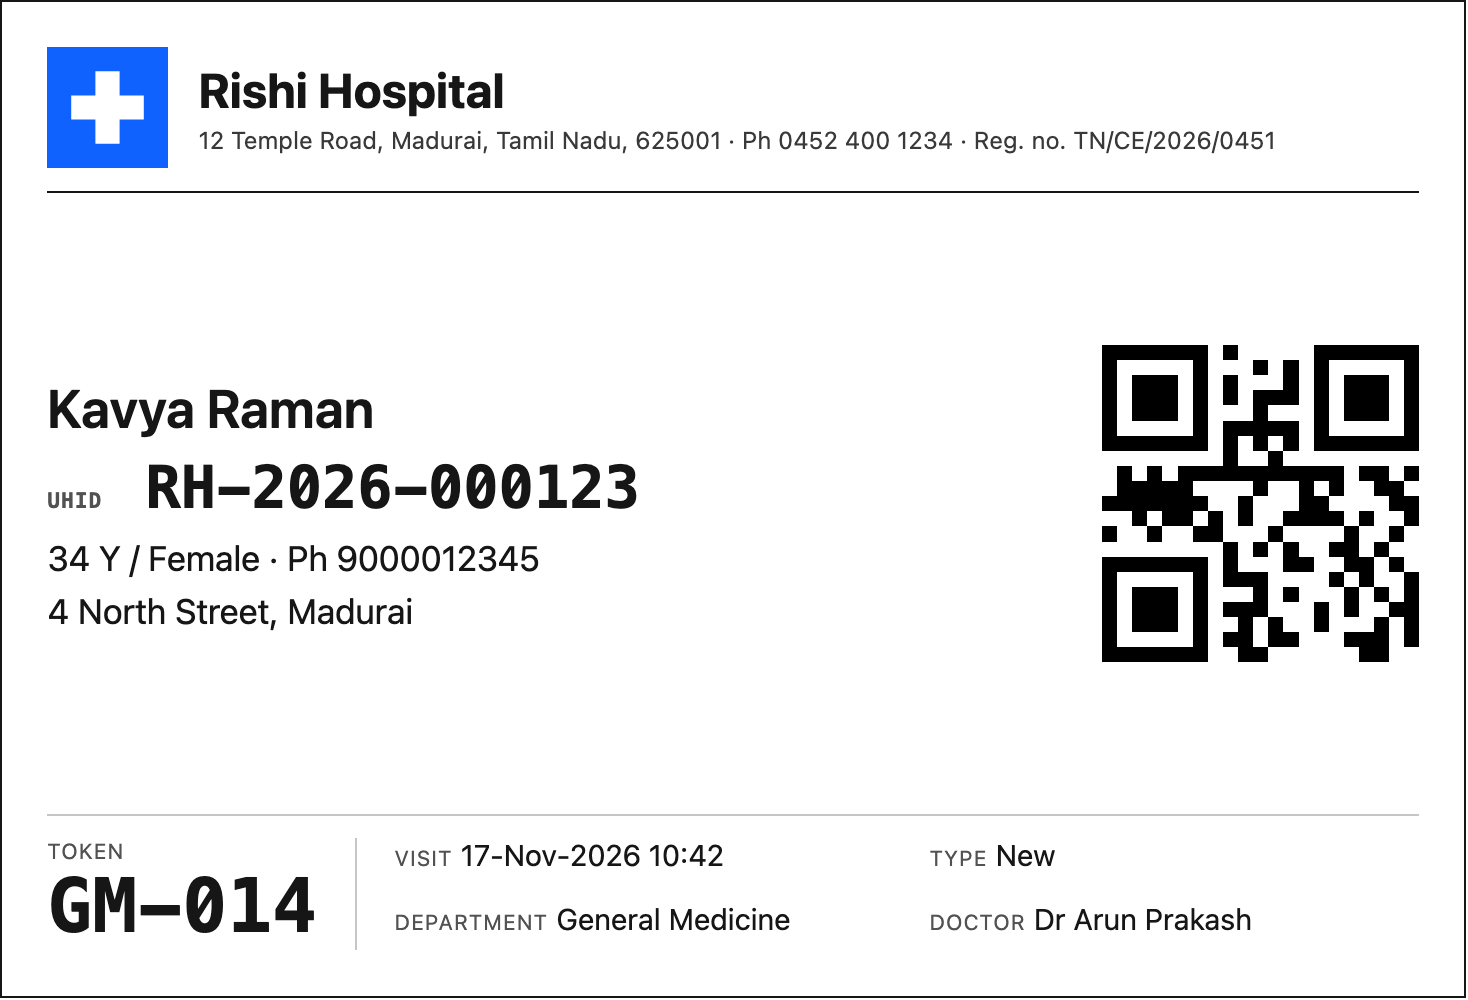 Rishi Hospital
12 Temple Road, Madurai, Tamil Nadu, 625001 · Ph 0452 400 1234 · Reg. no. TN/CE/2026/0451
Kavya Raman
UHID RH-2026-000123
34 Y / Female · Ph 9000012345
4 North Street, Madurai
TOKEN
GM-014
VISIT 17-Nov-2026 10:42
TYPE New
DEPARTMENT General Medicine
DOCTOR Dr Arun Prakash